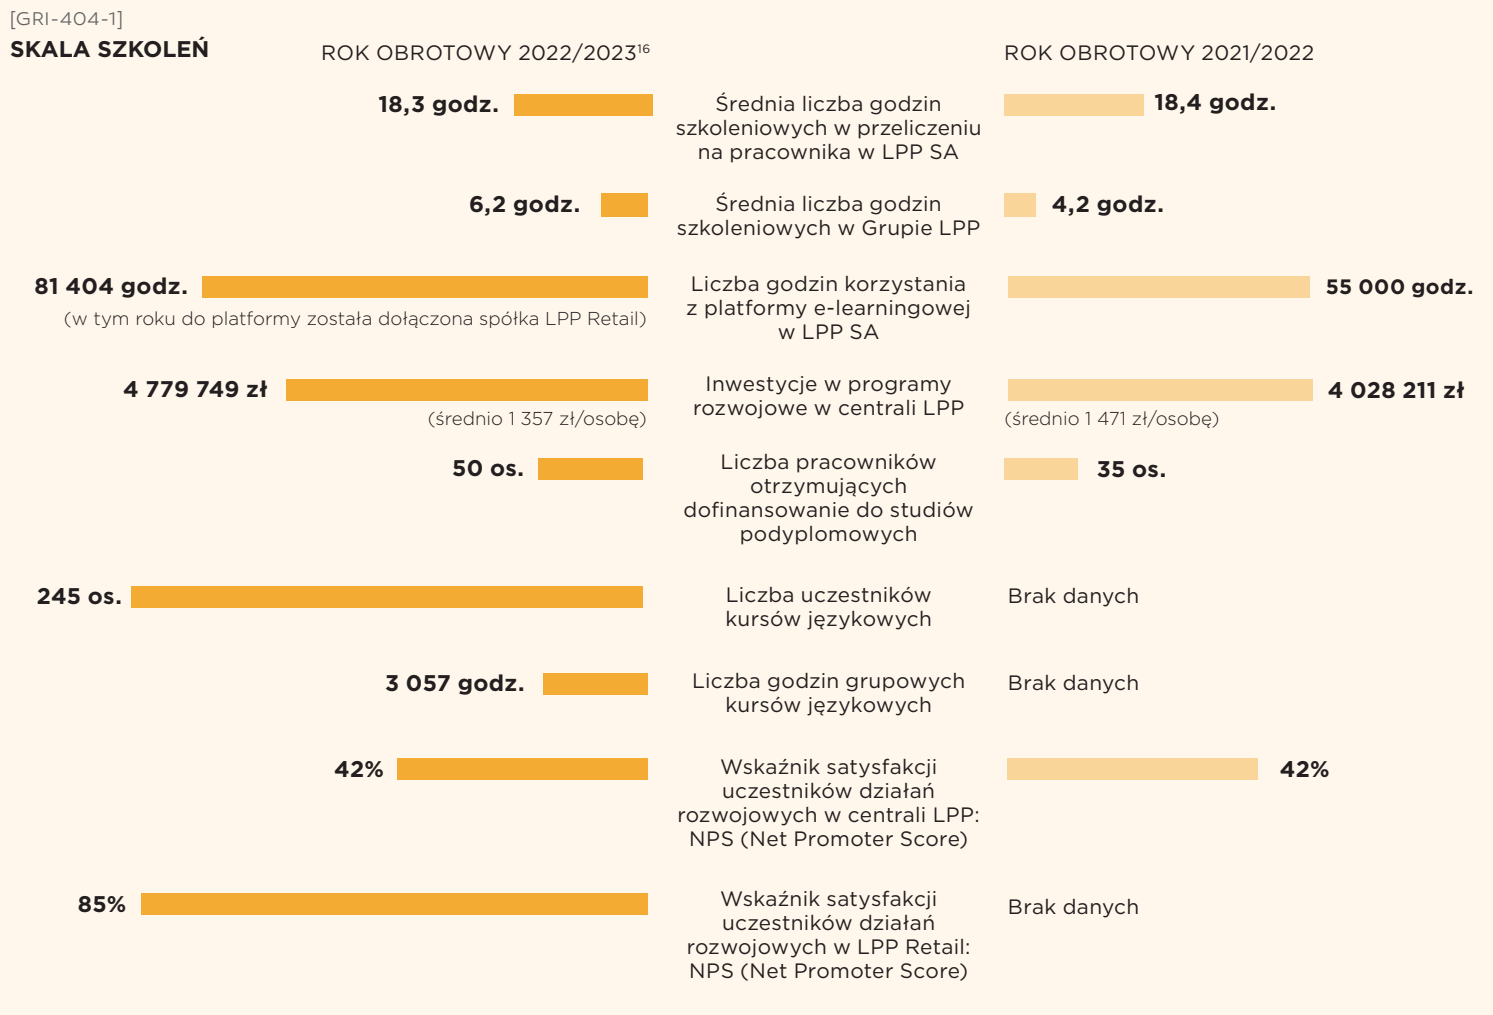 [GRI-404-1]
SKALA SZKOLEŃ
ROK OBROTOWY 2022/2023¹⁶
ROK OBROTOWY 2021/2022
18,3 godz.
Średnia liczba godzin
szkoleniowych w przeliczeniu
na pracownika w LPP SA
18,4 godz.
6,2 godz.
Średnia liczba godzin
szkoleniowych w Grupie LPP
4,2 godz.
81 404 godz.
(w tym roku do platformy została dołączona spółka LPP Retail)
Liczba godzin korzystania
z platformy e-learningowej
w LPP SA
55 000 godz.
4 779 749 zł
(średnio 1 357 zł/osobę)
Inwestycje w programy
rozwojowe w centrali LPP
4 028 211 zł
(średnio 1 471 zł/osobę)
50 os.
Liczba pracowników
otrzymujących
dofinansowanie do studiów
podyplomowych
35 os.
245 os.
Liczba uczestników
kursów językowych
Brak danych
3 057 godz.
Liczba godzin grupowych
kursów językowych
Brak danych
42%
Wskaźnik satysfakcji
uczestników działań
rozwojowych w centrali LPP:
NPS (Net Promoter Score)
42%
85%
Wskaźnik satysfakcji
uczestników działań
rozwojowych w LPP Retail:
NPS (Net Promoter Score)
Brak danych